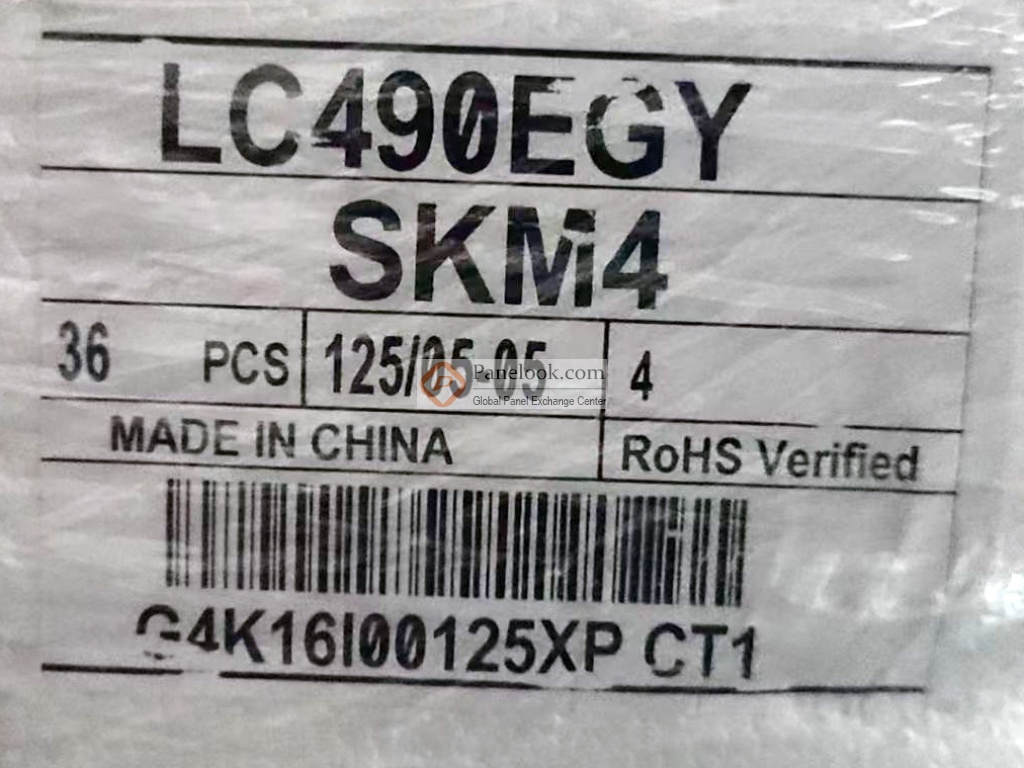 LC490EGY
SKM4
36 PCS 125/05-05 4
Panelook.com
Global Panel Exchange Center
MADE IN CHINA RoHS Verified
G4K16I00125XP CT1